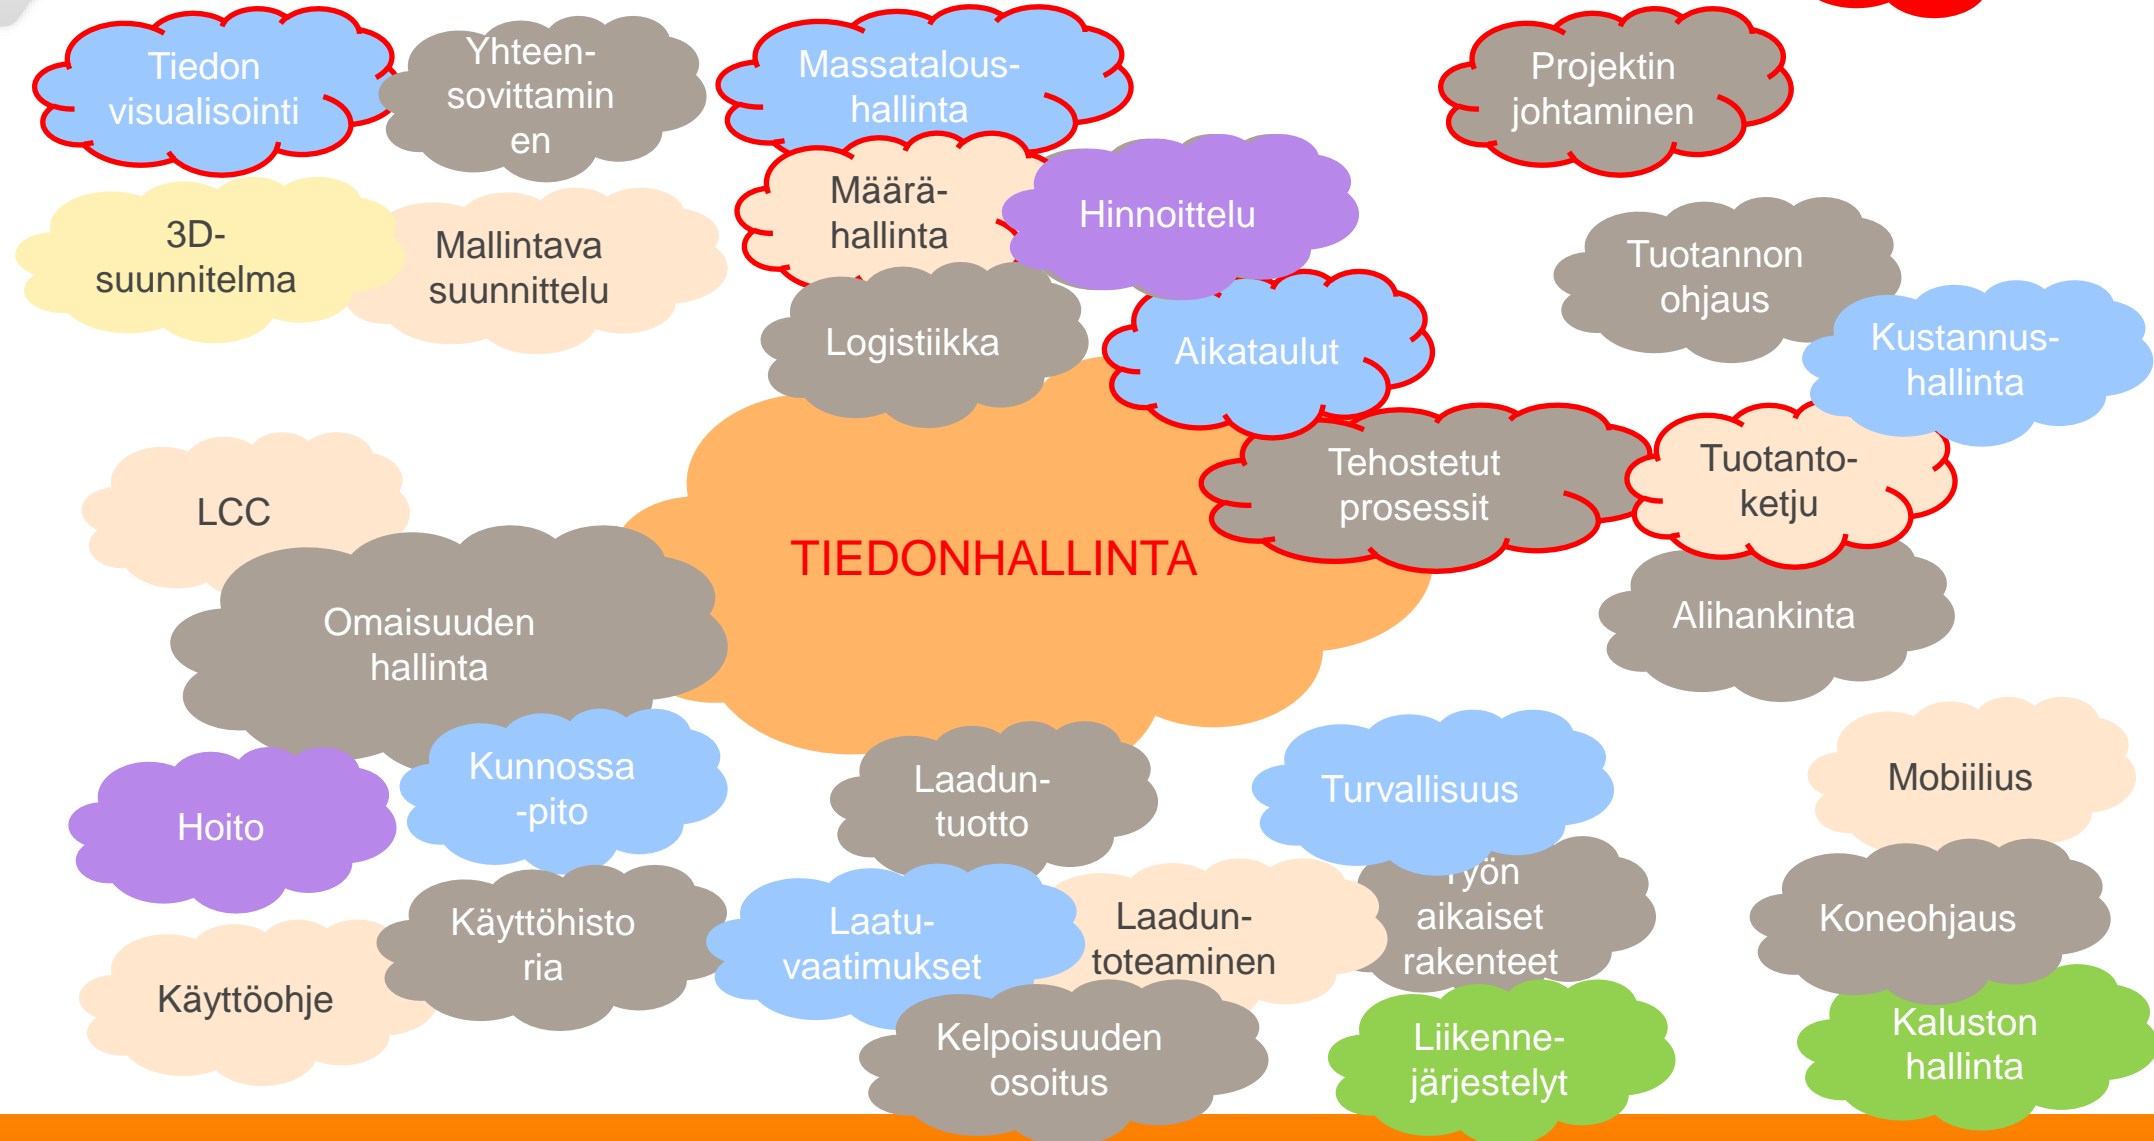 Tiedon
visualisointi
Yhteen-
sovittamin
en
Massatalous-
hallinta
Projektin
johtaminen
3D-
suunnitelma
Mallintava
suunnittelu
Määrä-
hallinta
Hinnoittelu
Tuotannon
ohjaus
Logistiikka
Aikataulut
Kustannus-
hallinta
LCC
Tehostetut
prosessit
Tuotanto-
ketju
TIEDONHALLINTA
Omaisuuden
hallinta
Alihankinta
Hoito
Kunnossa
-pito
Laadun-
tuotto
Turvallisuus
Mobiilius
Käyttöohje
Käyttöhisto
ria
Laatu-
vaatimukset
Laadun-
toteaminen
Työn
aikaiset
rakenteet
Koneohjaus
Kelpoisuuden
osoitus
Liikenne-
järjestelyt
Kaluston
hallinta